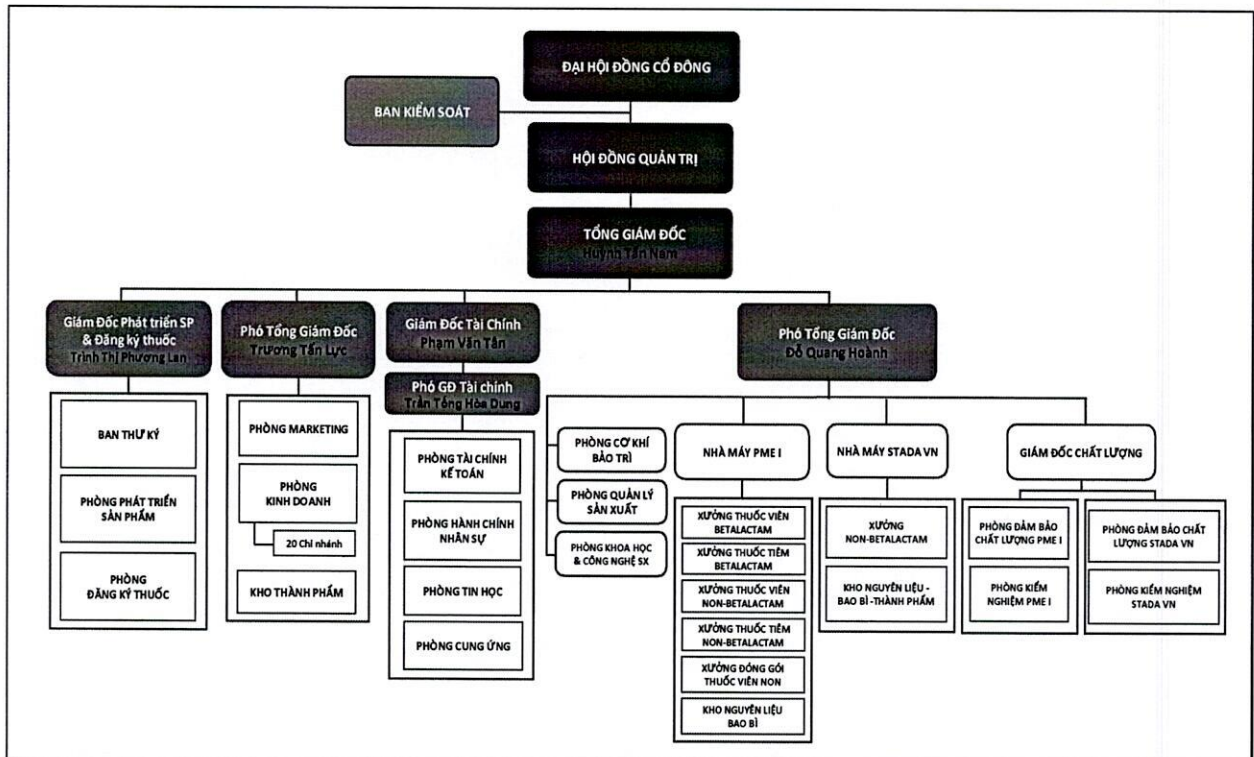 ĐẠI HỘI ĐỒNG CỔ ĐÔNG
BAN KIỂM SOÁT
HỘI ĐỒNG QUẢN TRỊ
TỔNG GIÁM ĐỐC
Huỳnh Tấn Nam
Giám Đốc Phát triển SP
& Đăng ký thuốc
Trịnh Thị Phương Lan
Phó Tổng Giám Đốc
Trương Tấn Lực
Giám Đốc Tài Chính
Phạm Văn Tân
Phó GĐ Tài chính
Trần Tống Hòa Dung
Phó Tổng Giám Đốc
Đỗ Quang Hoành
BAN THƯ KÝ
PHÒNG PHÁT TRIỂN
SẢN PHẨM
PHÒNG
ĐĂNG KÝ THUỐC
PHÒNG MARKETING
PHÒNG
KINH DOANH
20 Chi nhánh
KHO THÀNH PHẨM
PHÒNG TÀI CHÍNH
KẾ TOÁN
PHÒNG HÀNH CHÍNH
NHÂN SỰ
PHÒNG TIN HỌC
PHÒNG CUNG ỨNG
PHÒNG CƠ KHÍ
BẢO TRÌ
PHÒNG QUẢN LÝ
SẢN XUẤT
PHÒNG KHOA HỌC
& CÔNG NGHỆ SX
NHÀ MÁY PME I
XƯỞNG THUỐC VIÊN
BETALACTAM
XƯỞNG THUỐC TIÊM
BETALACTAM
XƯỞNG THUỐC VIÊN
NON-BETALACTAM
XƯỞNG THUỐC TIÊM
NON-BETALACTAM
XƯỞNG ĐÓNG GÓI
THUỐC VIÊN NON
KHO NGUYÊN LIỆU
BAO BÌ
NHÀ MÁY STADA VN
XƯỞNG
NON-BETALACTAM
KHO NGUYÊN LIỆU -
BAO BÌ -THÀNH PHẨM
GIÁM ĐỐC CHẤT LƯỢNG
PHÒNG ĐẢM BẢO
CHẤT LƯỢNG PME I
PHÒNG KIỂM
NGHIỆM PME I
PHÒNG ĐẢM BẢO CHẤT
LƯỢNG STADA VN
PHÒNG KIỂM NGHIỆM
STADA VN